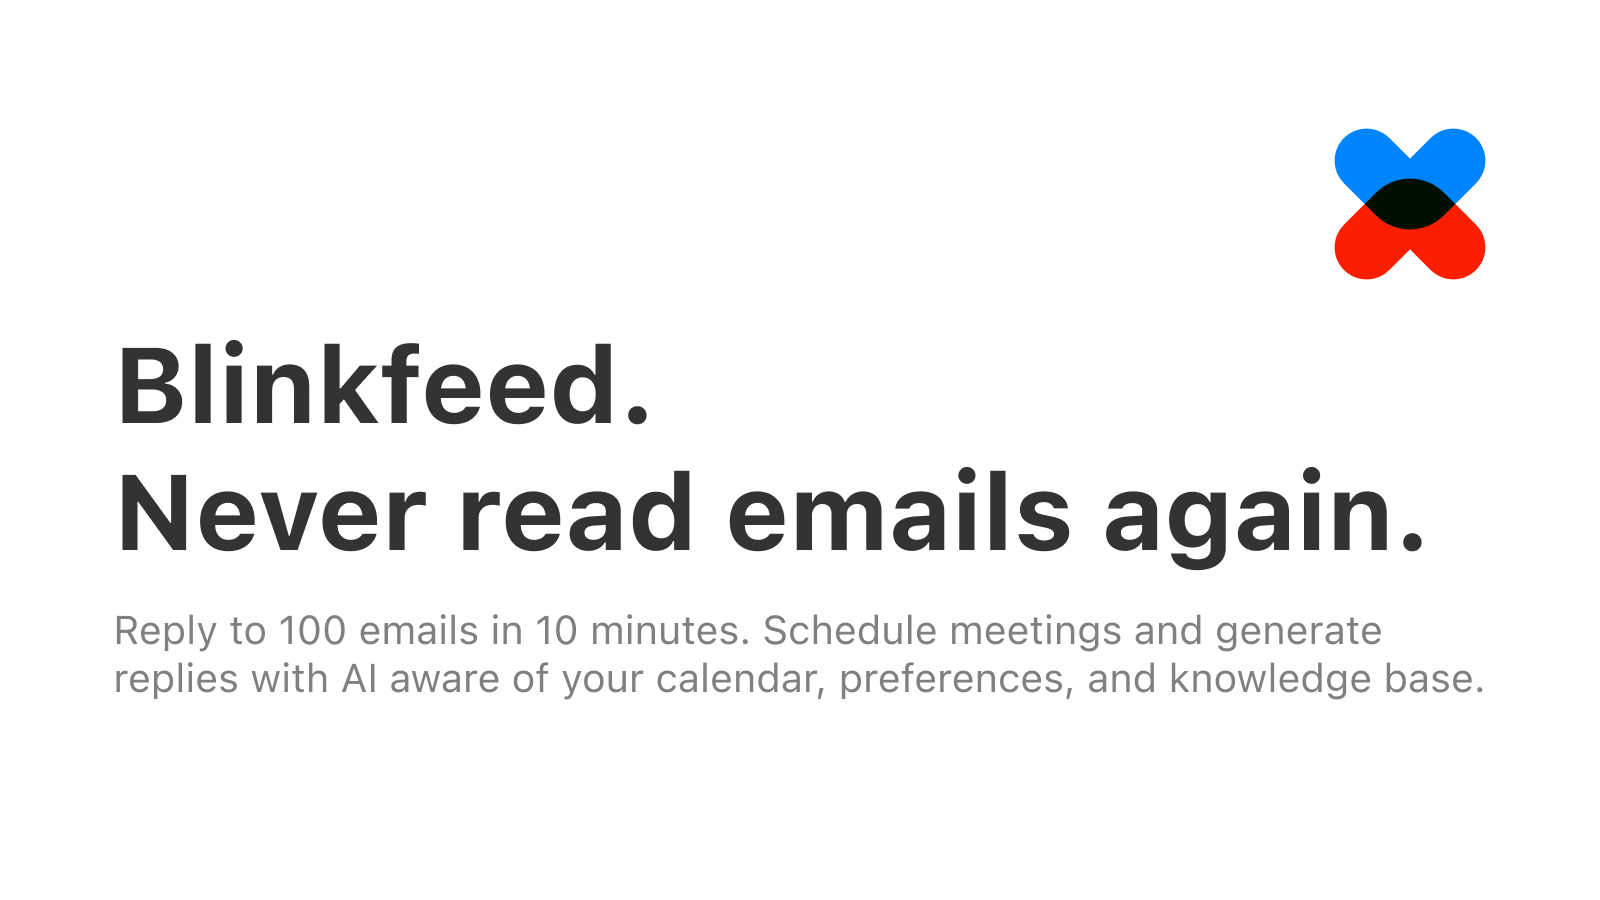 Blinkfeed.
Never read emails again.
Reply to 100 emails in 10 minutes. Schedule meetings and generate
replies with AI aware of your calendar, preferences, and knowledge base.